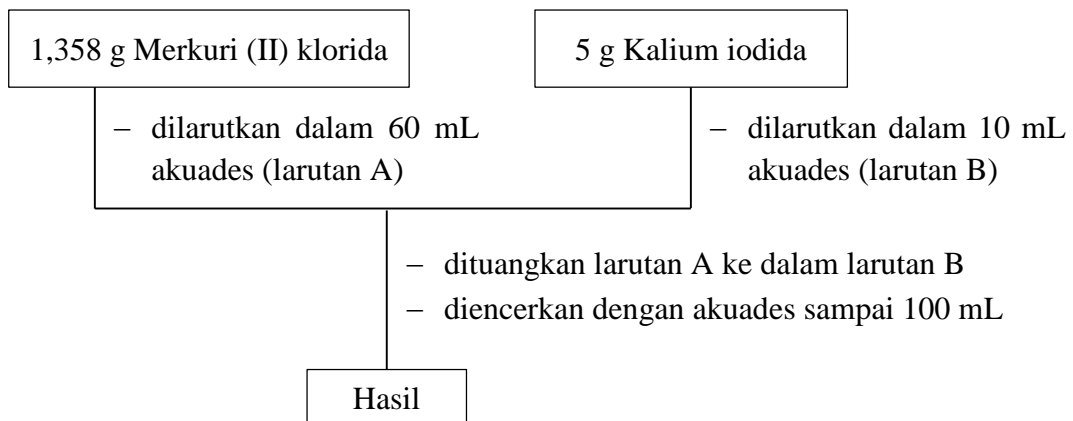 1,358 g Merkuri (II) klorida
5 g Kalium iodida
− dilarutkan dalam 60 mL
akuades (larutan A)
− dilarutkan dalam 10 mL
akuades (larutan B)
− dituangkan larutan A ke dalam larutan B
− diencerkan dengan akuades sampai 100 mL
Hasil